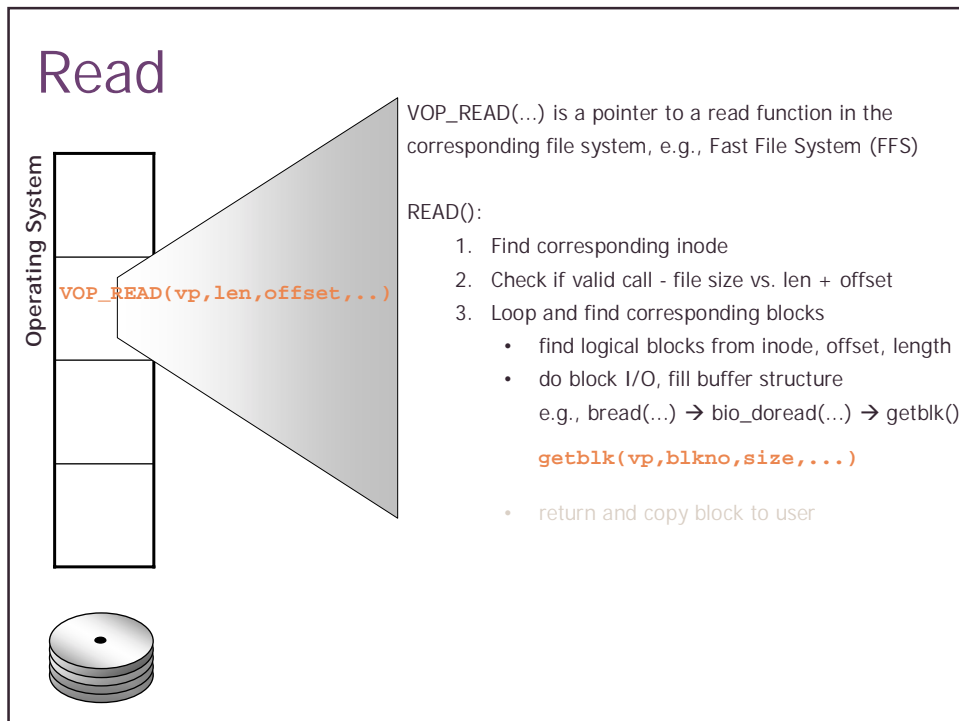 Read
Operating System
VOP_READ(vp,len,offset,..)
VOP_READ(...) is a pointer to a read function in the
corresponding file system, e.g., Fast File System (FFS)
READ():
1. Find corresponding inode
2. Check if valid call - file size vs. len + offset
3. Loop and find corresponding blocks
• find logical blocks from inode, offset, length
• do block I/O, fill buffer structure
e.g., bread(...) → bio_doread(...) → getblk()
getblk(vp,blkno,size,...)
• return and copy block to user